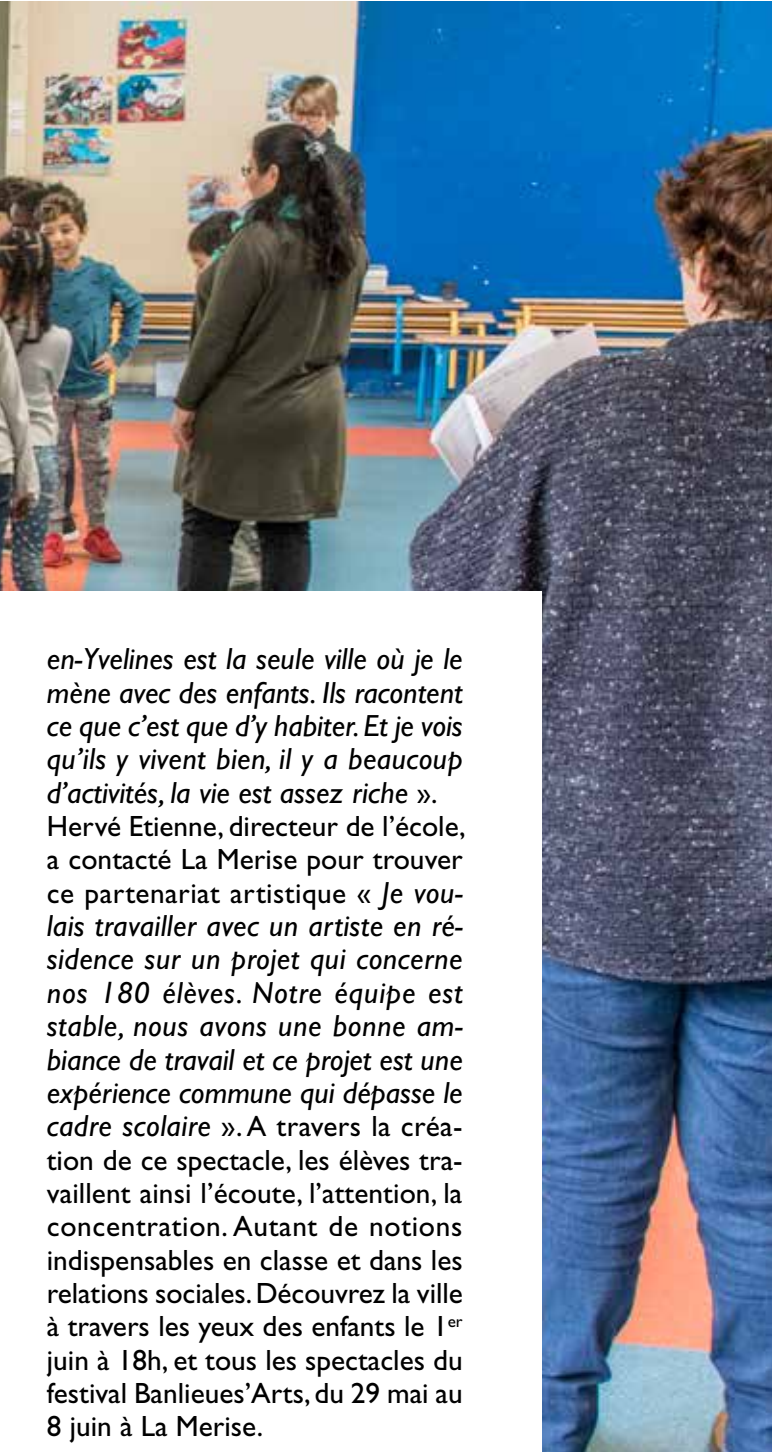 en-Yvelines est la seule ville où je le
mène avec des enfants. Ils racontent
ce que c’est que d’y habiter. Et je vois
qu’ils y vivent bien, il y a beaucoup
d’activités, la vie est assez riche ».
Hervé Etienne, directeur de l’école,
a contacté La Merise pour trouver
ce partenariat artistique « Je vou-
lais travailler avec un artiste en ré-
sidence sur un projet qui concerne
nos 180 élèves. Notre équipe est
stable, nous avons une bonne am-
biance de travail et ce projet est une
expérience commune qui dépasse le
cadre scolaire ». A travers la créa-
tion de ce spectacle, les élèves tra-
vaillent ainsi l’écoute, l’attention, la
concentration. Autant de notions
indispensables en classe et dans les
relations sociales. Découvrez la ville
à travers les yeux des enfants le 1er
juin à 18h, et tous les spectacles du
festival Banlieues’Arts, du 29 mai au
8 juin à La Merise.